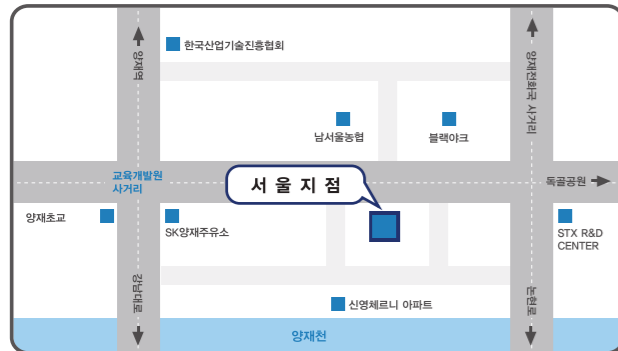 양재역
한국산업기술진흥협회
양재전화국 사거리
남서울농협
블랙야크
교육개발원
사거리
서울지점
독골공원
양재초교
SK양재주유소
STX R&D
CENTER
강남대로
신영체르니 아파트
논현로
양재천